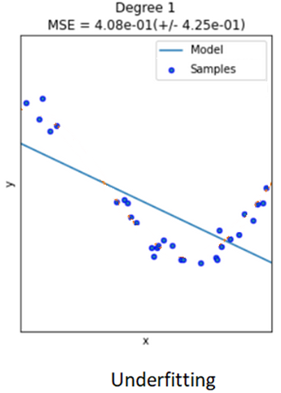 Degree 1
MSE = 4.08e-01(+/- 4.25e-01)
Model
Samples
y
x
Underfitting